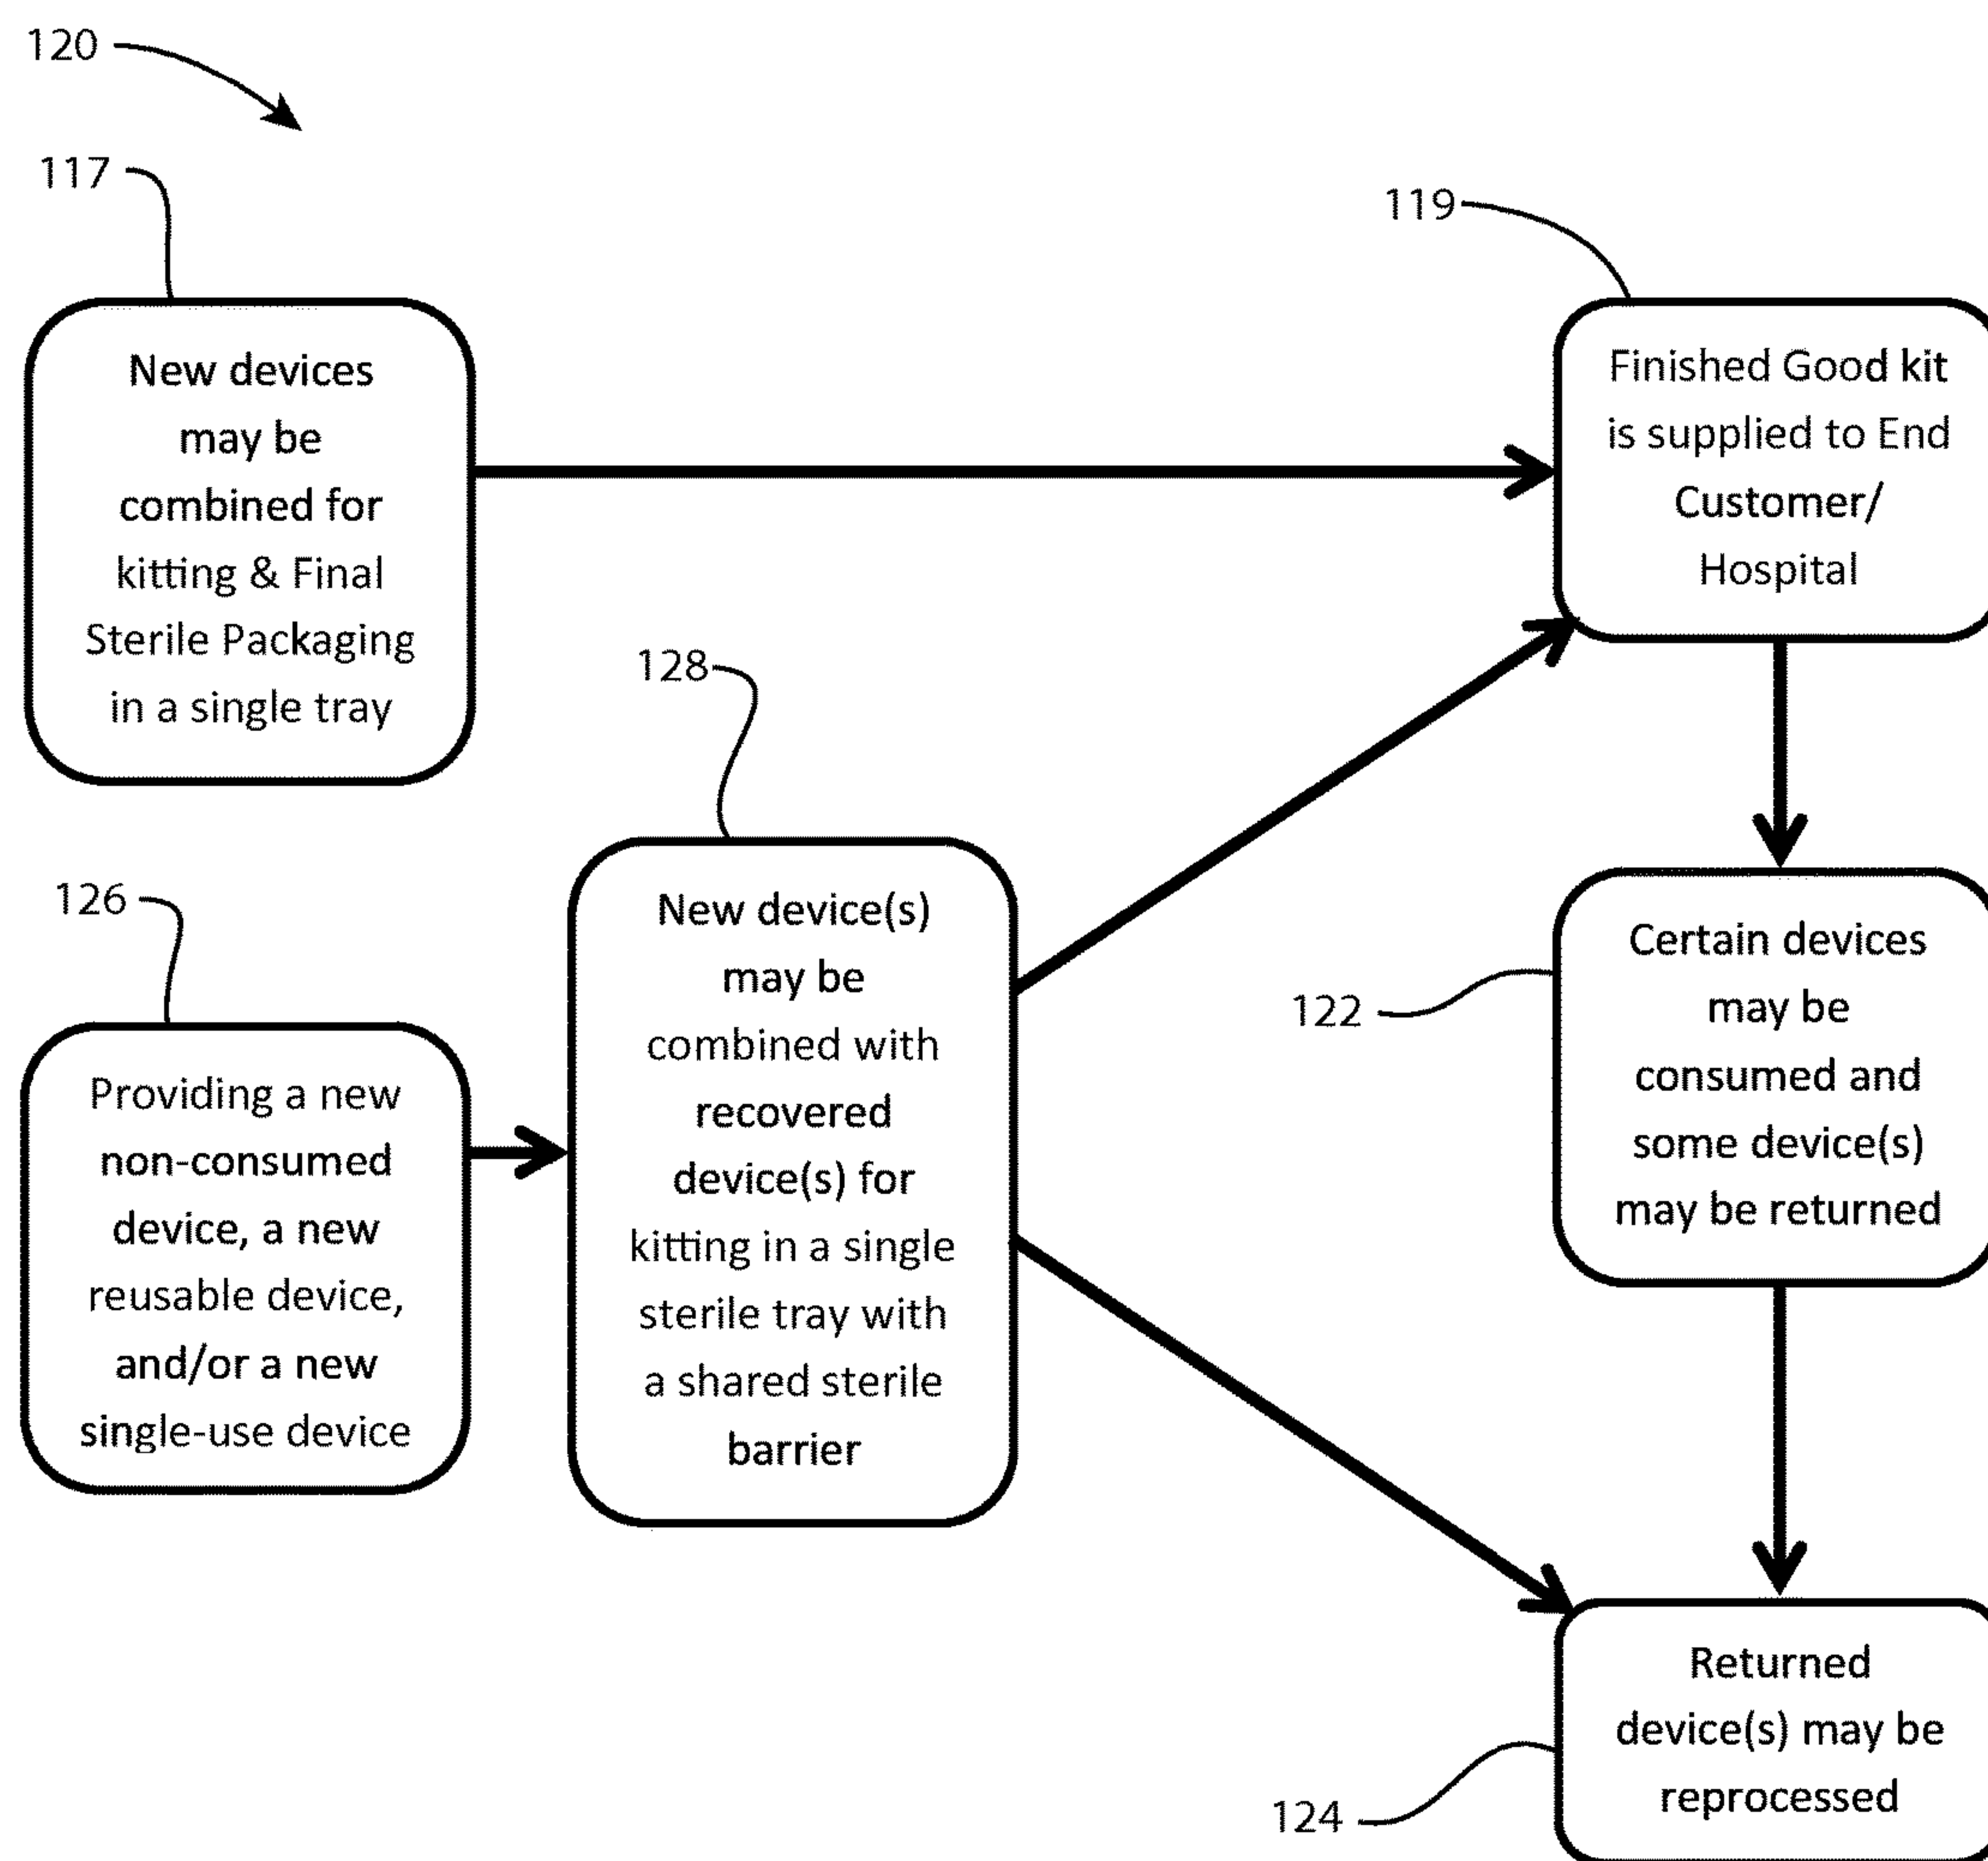 120
117
New devices
may be
combined for
kitting & Final
Sterile Packaging
in a single tray
119
Finished Good kit
is supplied to End
Customer/
Hospital
128
New device(s)
may be
combined with
recovered
device(s) for
kitting in a single
sterile tray with
a shared sterile
barrier
126
Providing a new
non-consumed
device, a new
reusable device,
and/or a new
single-use device
122
Certain devices
may be
consumed and
some device(s)
may be returned
124
Returned
device(s) may be
reprocessed